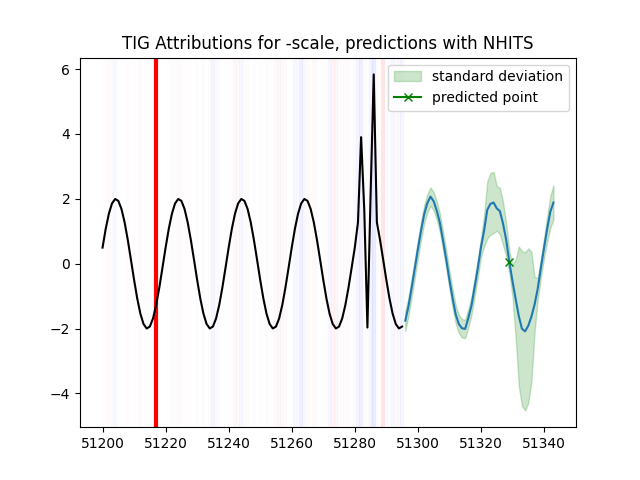 TIG Attributions for -scale, predictions with NHITS
standard deviation
predicted point
6
4
2
0
−2
−4
51200 51220 51240 51260 51280 51300 51320 51340